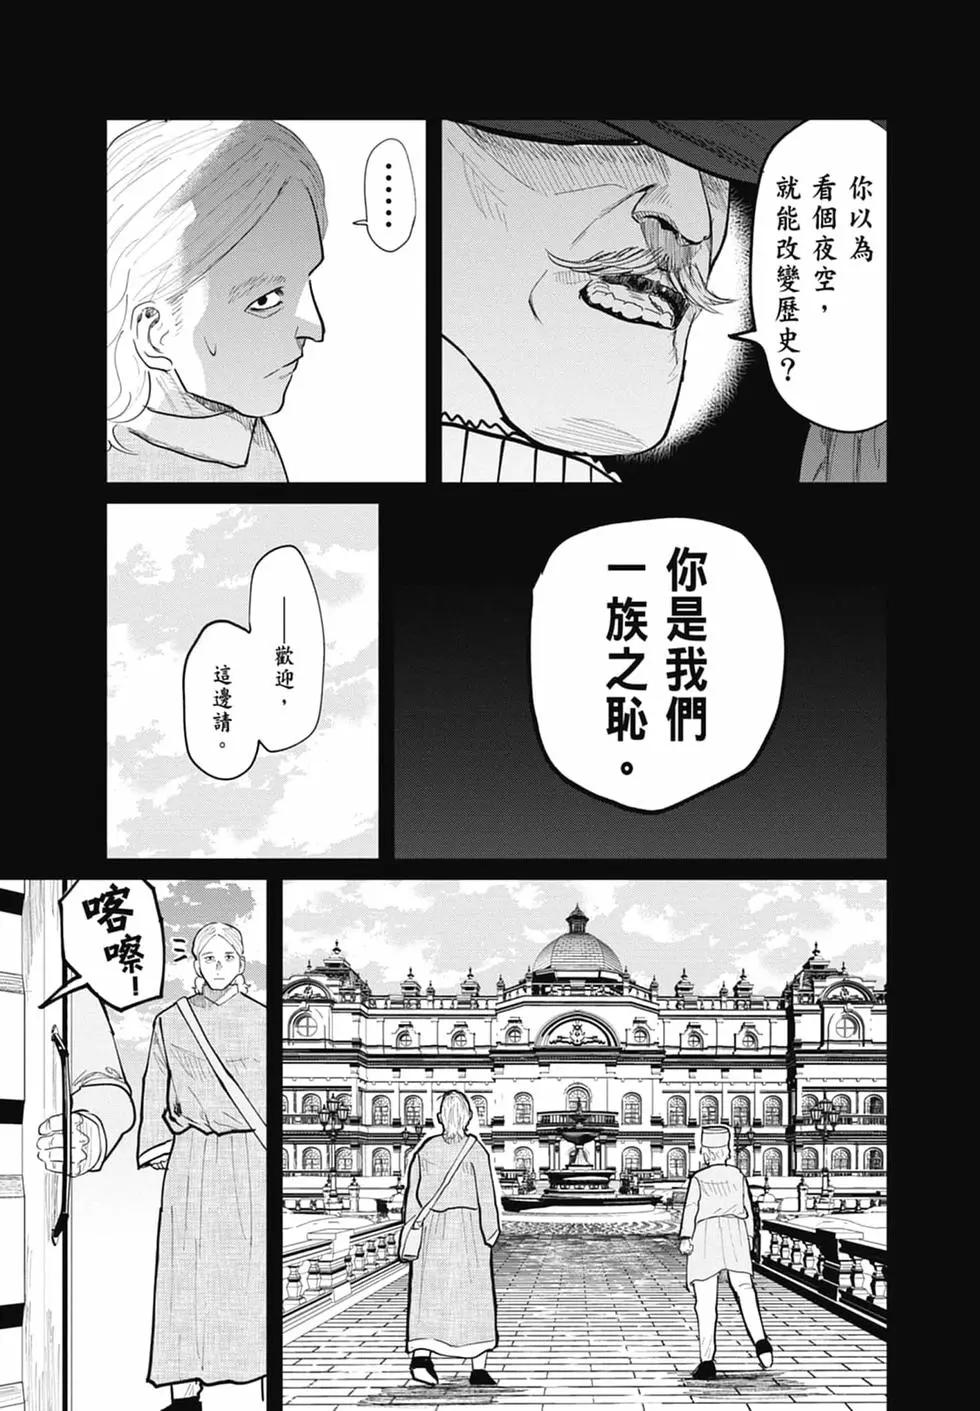 你以為
看個夜空，
就能改變歷史？
……
你是我們
一族之恥。
——歡迎，
這邊請。
喀嚓！